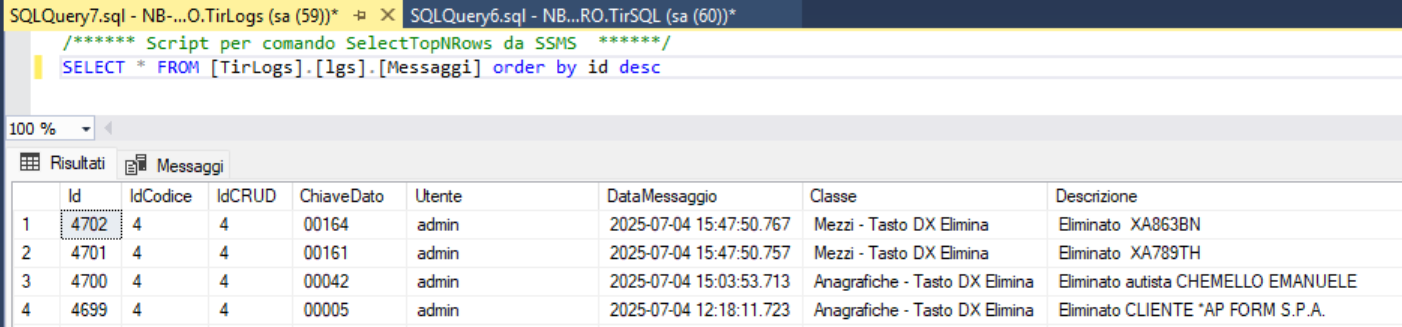 SQLQuery7.sql - NB-...O.TirLogs (sa (59))* SQLQuery6.sql - NB...RO.TirSQL (sa (60))*
/****** Script per comando SelectTopNRows da SSMS ******/
SELECT * FROM [TirLogs].[lgs].[Messaggi] order by id desc
100 %
Risultati Messaggi
Id IdCodice IdCRUD ChiaveDato Utente DataMessaggio Classe Descrizione
1 4702 4 4 00164 admin 2025-07-04 15:47:50.767 Mezzi - Tasto DX Elimina Eliminato XA863BN
2 4701 4 4 00161 admin 2025-07-04 15:47:50.757 Mezzi - Tasto DX Elimina Eliminato XA789TH
3 4700 4 4 00042 admin 2025-07-04 15:03:53.713 Anagrafiche - Tasto DX Elimina Eliminato autista CHEMELLO EMANUELE
4 4699 4 4 00005 admin 2025-07-04 12:18:11.723 Anagrafiche - Tasto DX Elimina Eliminato CLIENTE *AP FORM S.P.A.